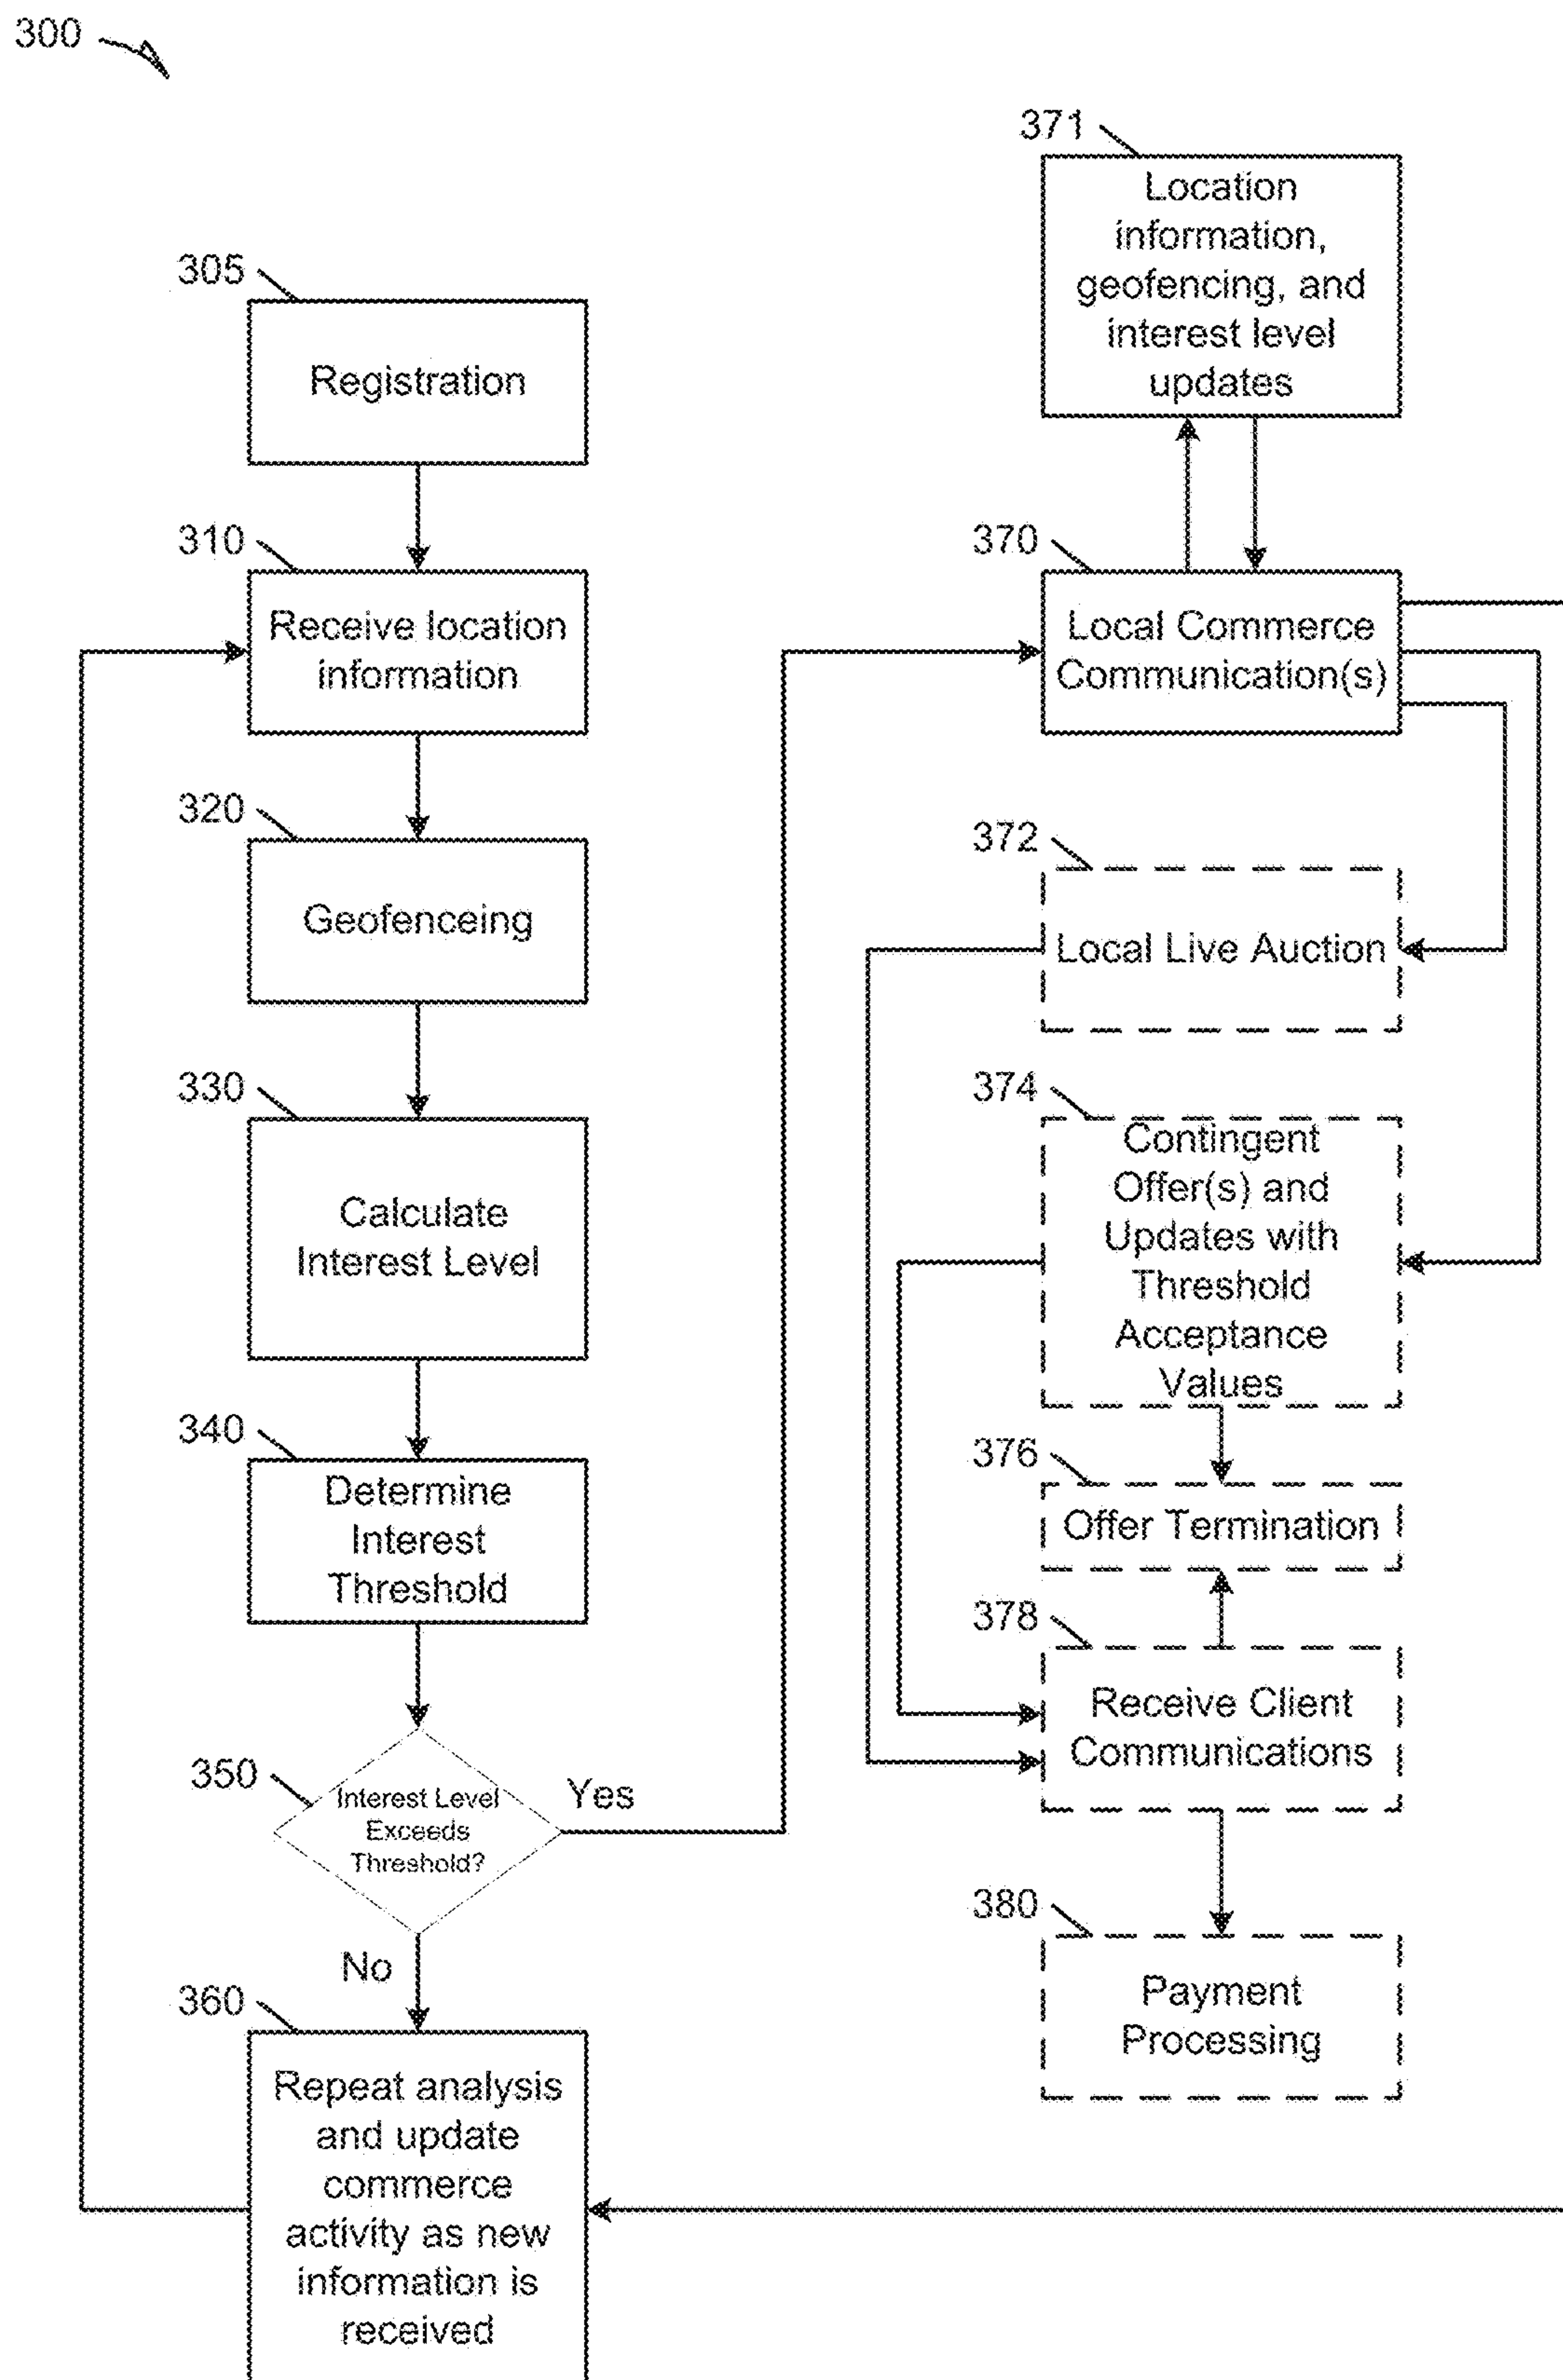 300
305
Registration
310
Receive location
information
320
Geofenceing
330
Calculate
Interest Level
340
Determine
Interest
Threshold
350
Interest Level
Exceeds
Threshold?
Yes
No
360
Repeat analysis
and update
commerce
activity as new
information is
received
371
Location
information,
geofencing, and
interest level
updates
370
Local Commerce
Communication(s)
372
Local Live Auction
374
Contingent
Offer(s) and
Updates with
Threshold
Acceptance
Values
376
Offer Termination
378
Receive Client
Communications
380
Payment
Processing